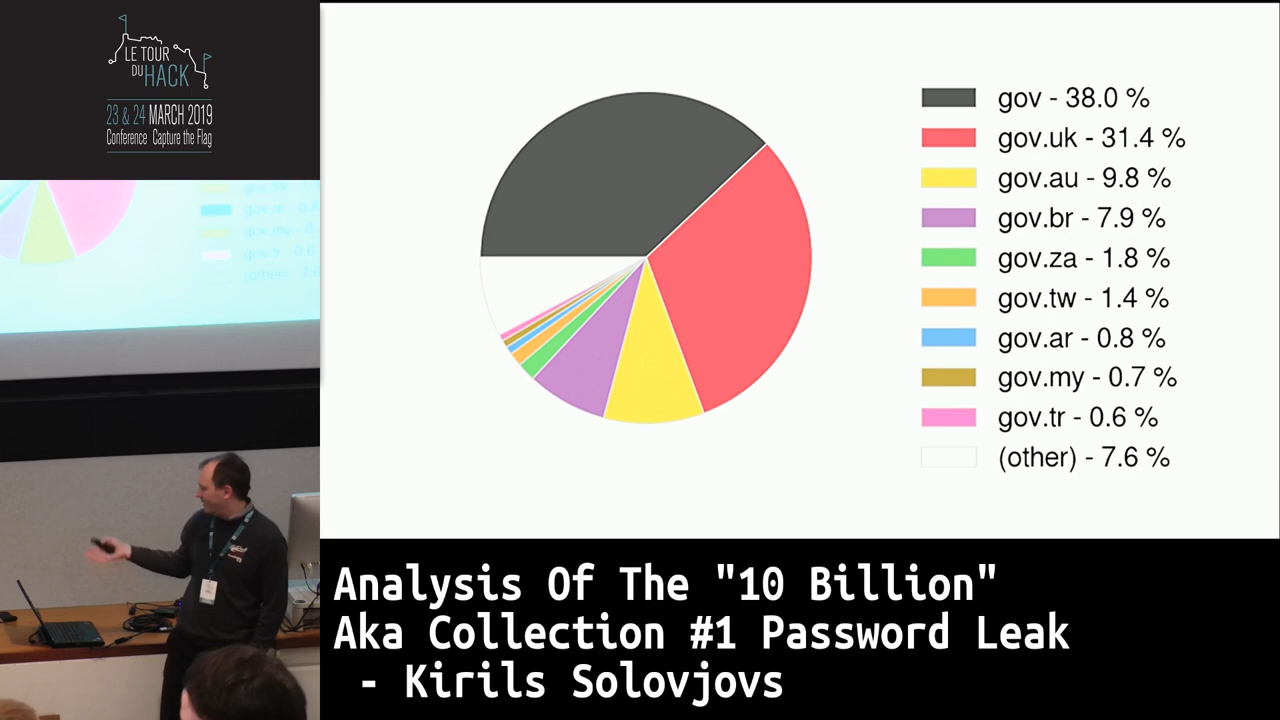 LE TOUR
DU HACK
23 & 24 MARCH 2019
Conference Capture the Flag
gov - 38.0 %
gov.uk - 31.4 %
gov.au - 9.8 %
gov.br - 7.9 %
gov.za - 1.8 %
gov.tw - 1.4 %
gov.ar - 0.8 %
gov.my - 0.7 %
gov.tr - 0.6 %
(other) - 7.6 %
Analysis Of The "10 Billion"
Aka Collection #1 Password Leak
- Kirils Solovjovs